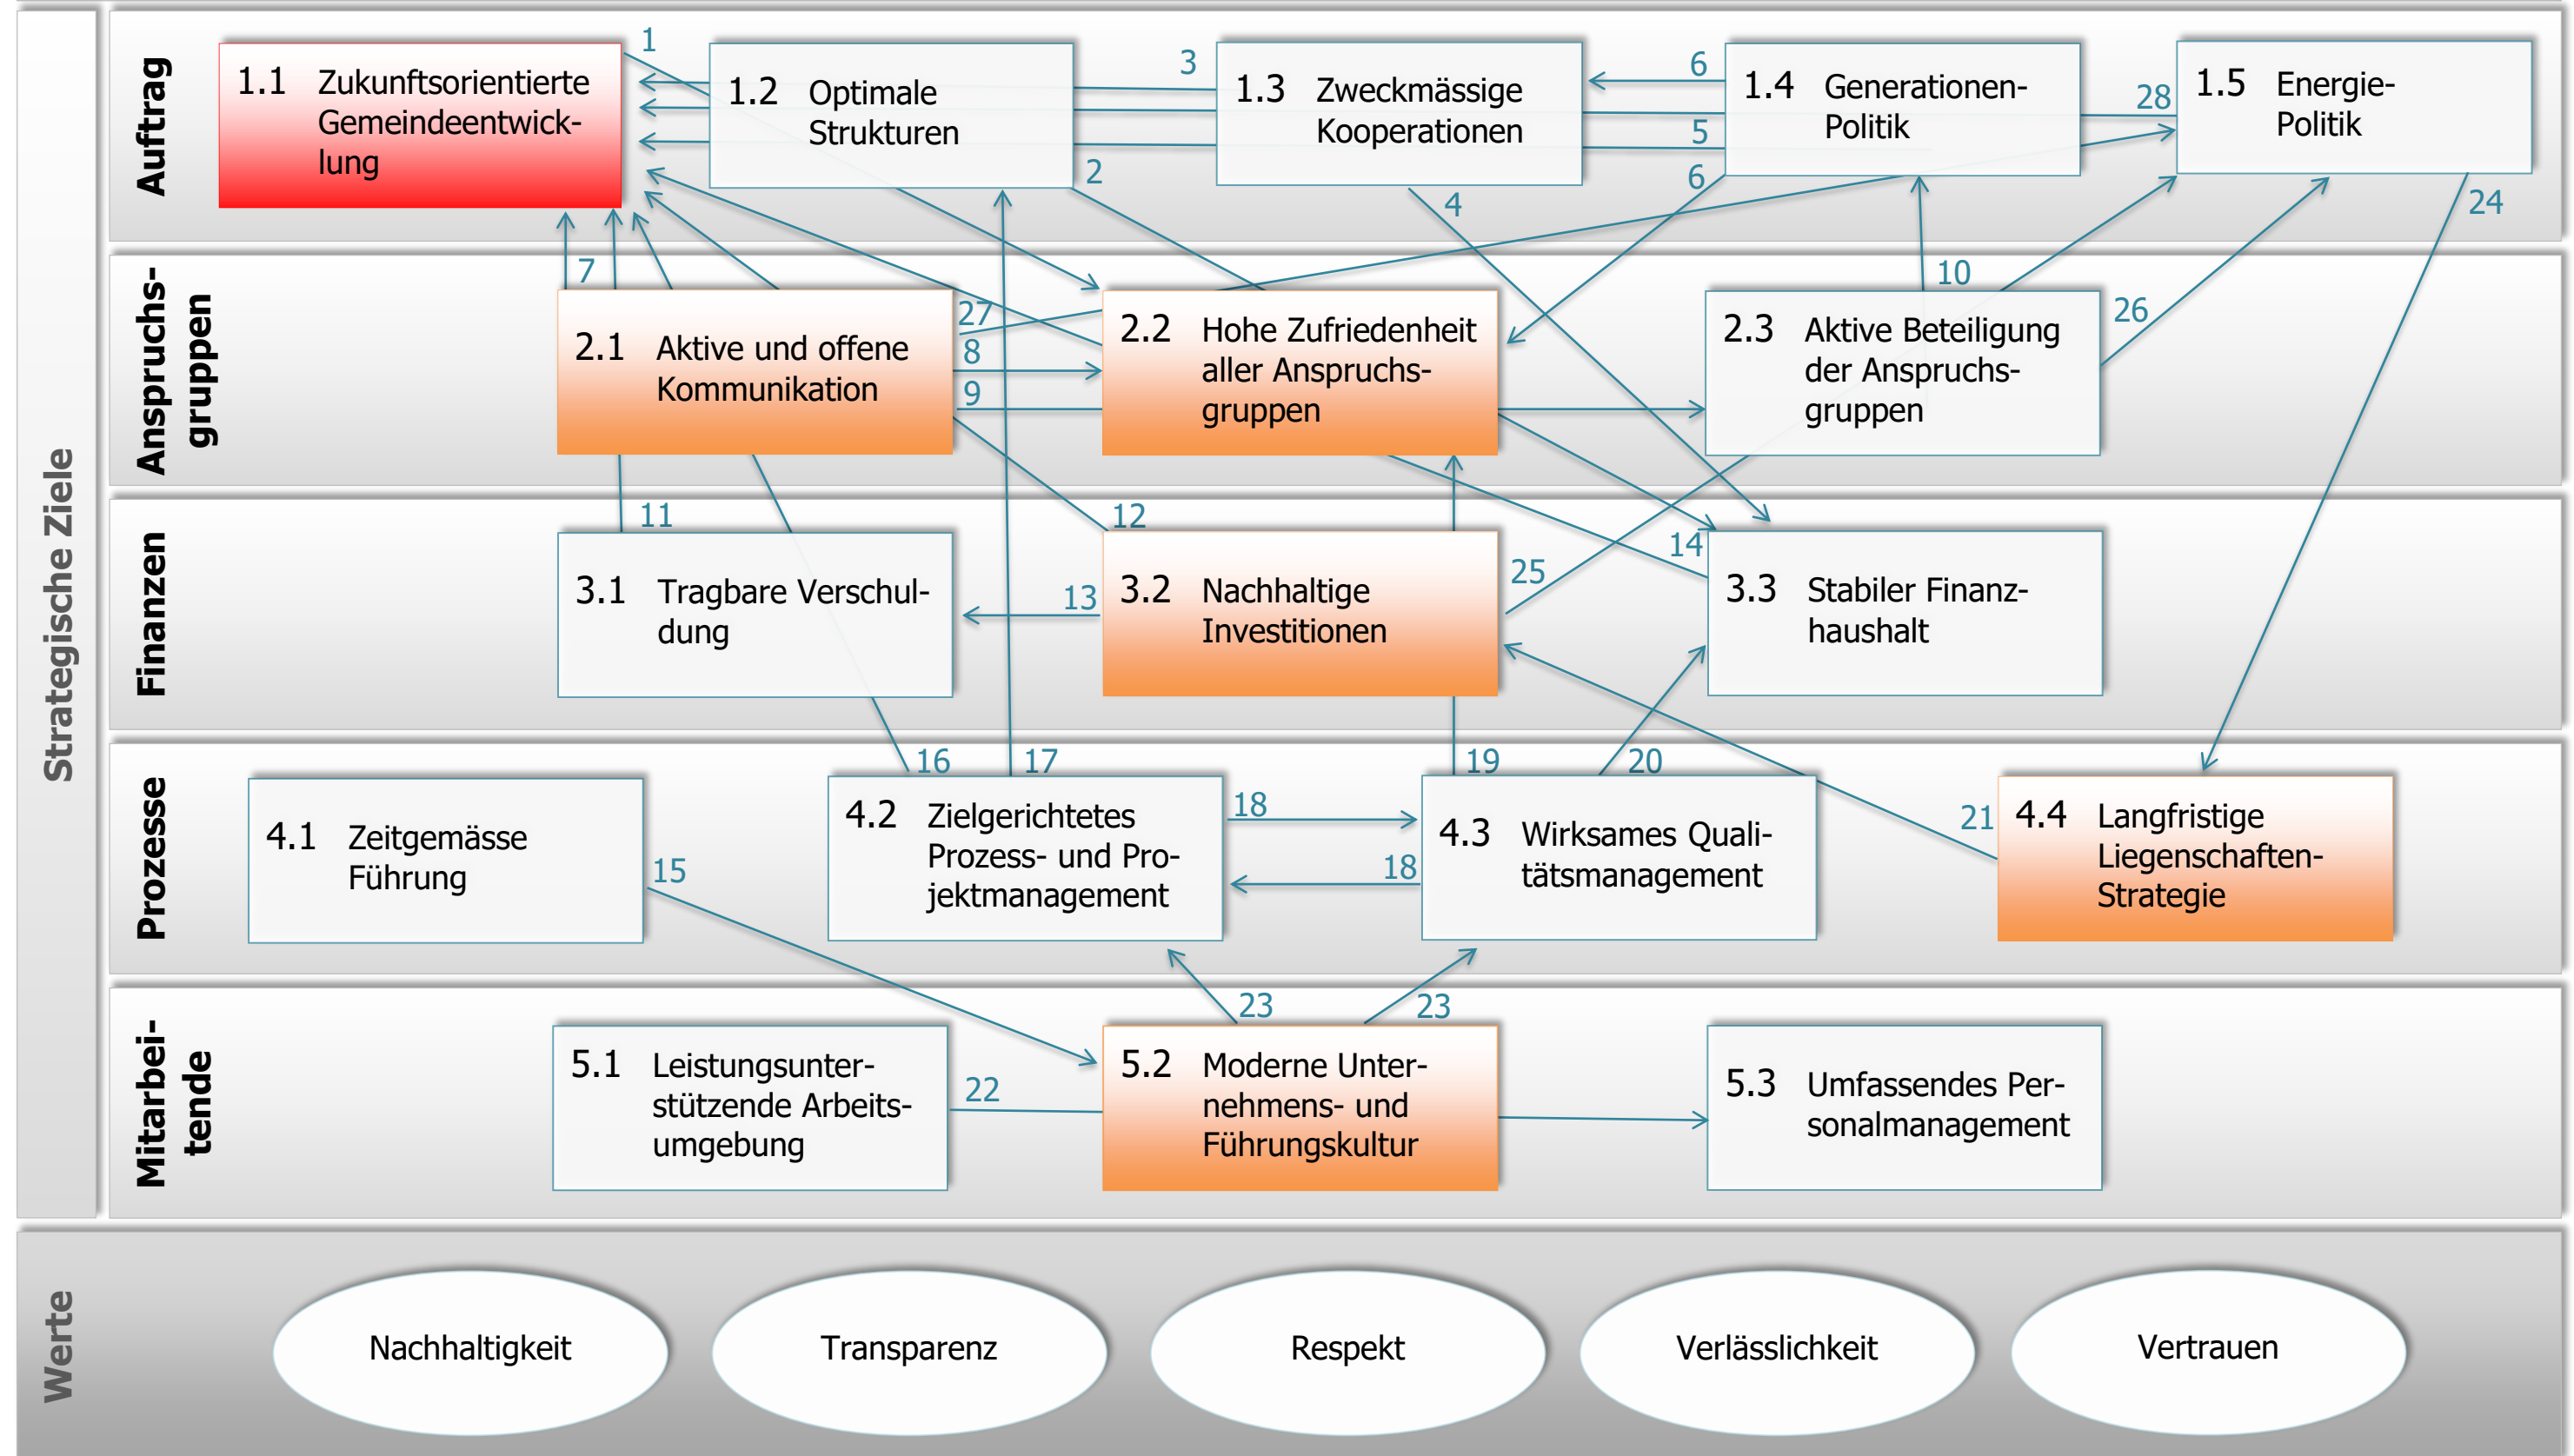 Strategische Ziele
Auftrag
1
1.1 Zukunftsorientierte
Gemeindeentwick-
lung
1.2 Optimale
Strukturen
2
3
1.3 Zweckmässige
Kooperationen
4
6
5
6
1.4 Generationen-
Politik
28
1.5 Energie-
Politik
24
Anspruchs-
gruppen
7
2.1 Aktive und offene
Kommunikation
27
8
9
2.2 Hohe Zufriedenheit
aller Anspruchs-
gruppen
10
2.3 Aktive Beteiligung
der Anspruchs-
gruppen
26
Finanzen
11
3.1 Tragbare Verschul-
dung
12
13
3.2 Nachhaltige
Investitionen
25
14
3.3 Stabiler Finanz-
haushalt
Prozesse
4.1 Zeitgemässe
Führung
15
16
17
4.2 Zielgerichtetes
Prozess- und Pro-
jektmanagement
18
18
19
20
4.3 Wirksames Quali-
tätsmanagement
21
4.4 Langfristige
Liegenschaften-
Strategie
Mitarbei-
tende
5.1 Leistungsunter-
stützende Arbeits-
umgebung
22
23
23
5.2 Moderne Unter-
nehmens- und
Führungskultur
5.3 Umfassendes Per-
sonalmanagement
Werte
Nachhaltigkeit
Transparenz
Respekt
Verlässlichkeit
Vertrauen